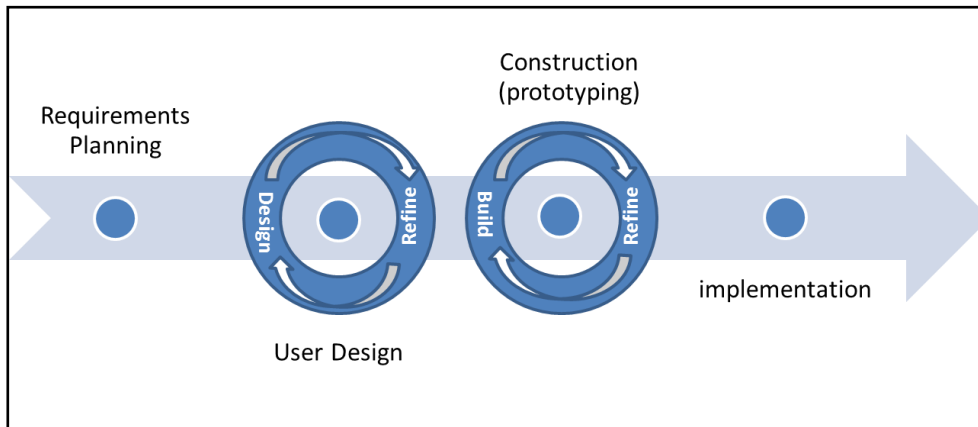 Requirements
Planning
Design
Refine
User Design
Construction
(prototyping)
Build
Refine
implementation